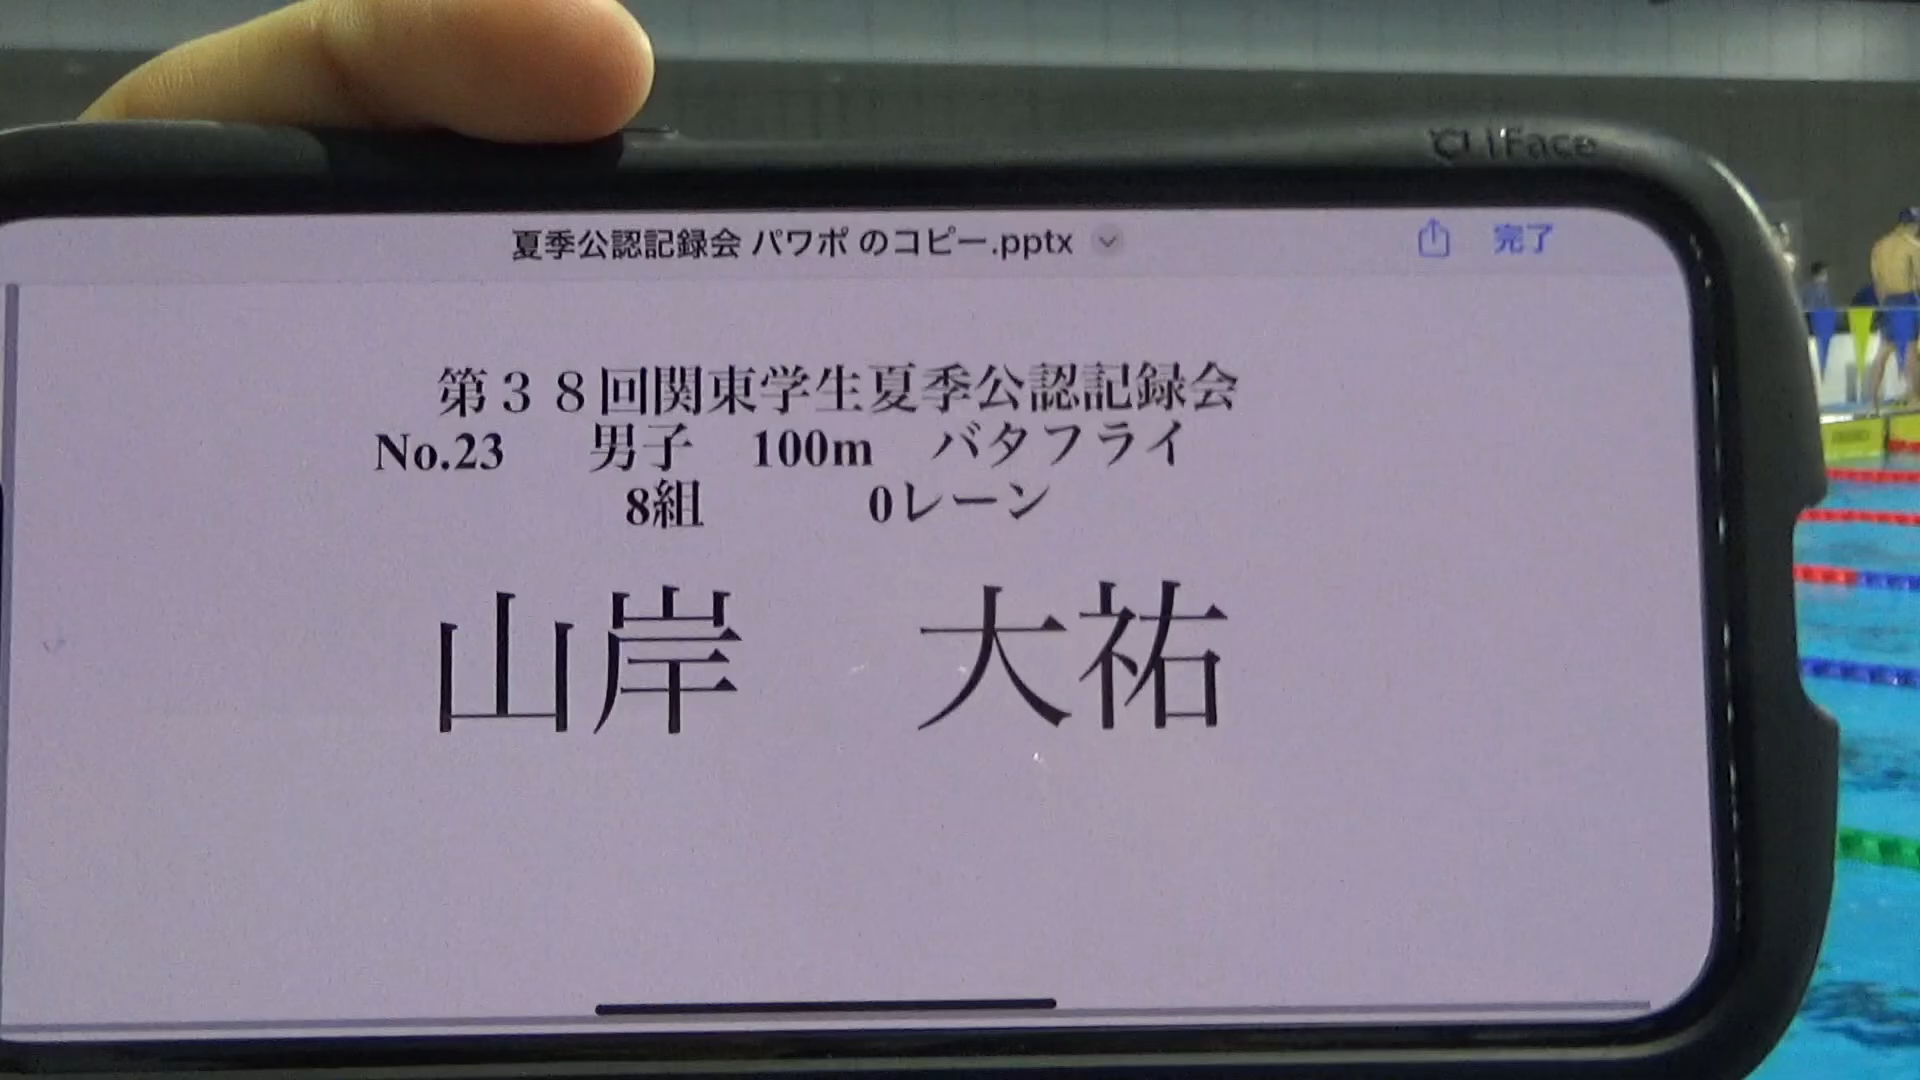 iFace
夏季公認記録会 パワポ のコピー.pptx 完了
第３８回関東学生夏季公認記録会
No.23 男子 100m バタフライ
8組 0レーン
山岸 大祐